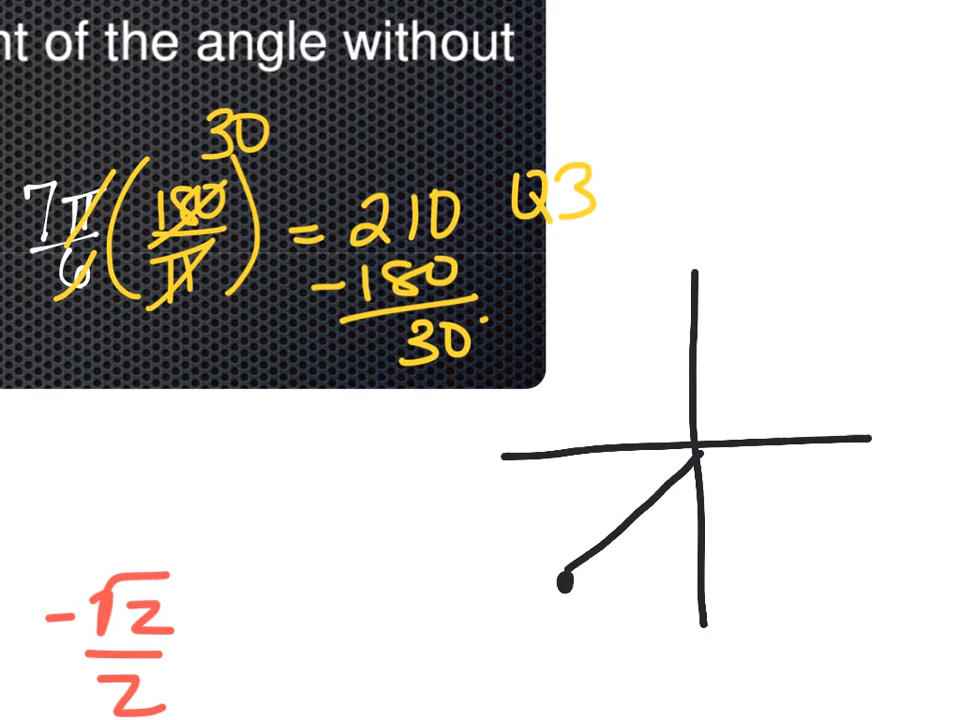 nt of the angle without
30
7π/6 (180/π) = 210 Q3
-180
30.
-√2/2